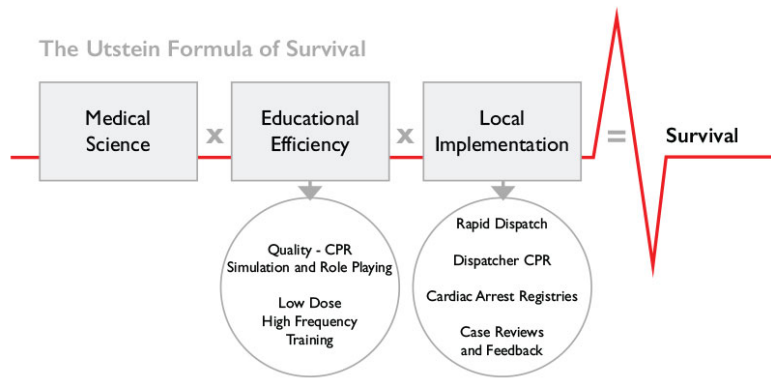 The Utstein Formula of Survival
Medical
Science
x
Educational
Efficiency
x
Local
Implementation
=
Survival
Quality - CPR
Simulation and Role Playing
Low Dose
High Frequency
Training
Rapid Dispatch
Dispatcher CPR
Cardiac Arrest Registries
Case Reviews
and Feedback